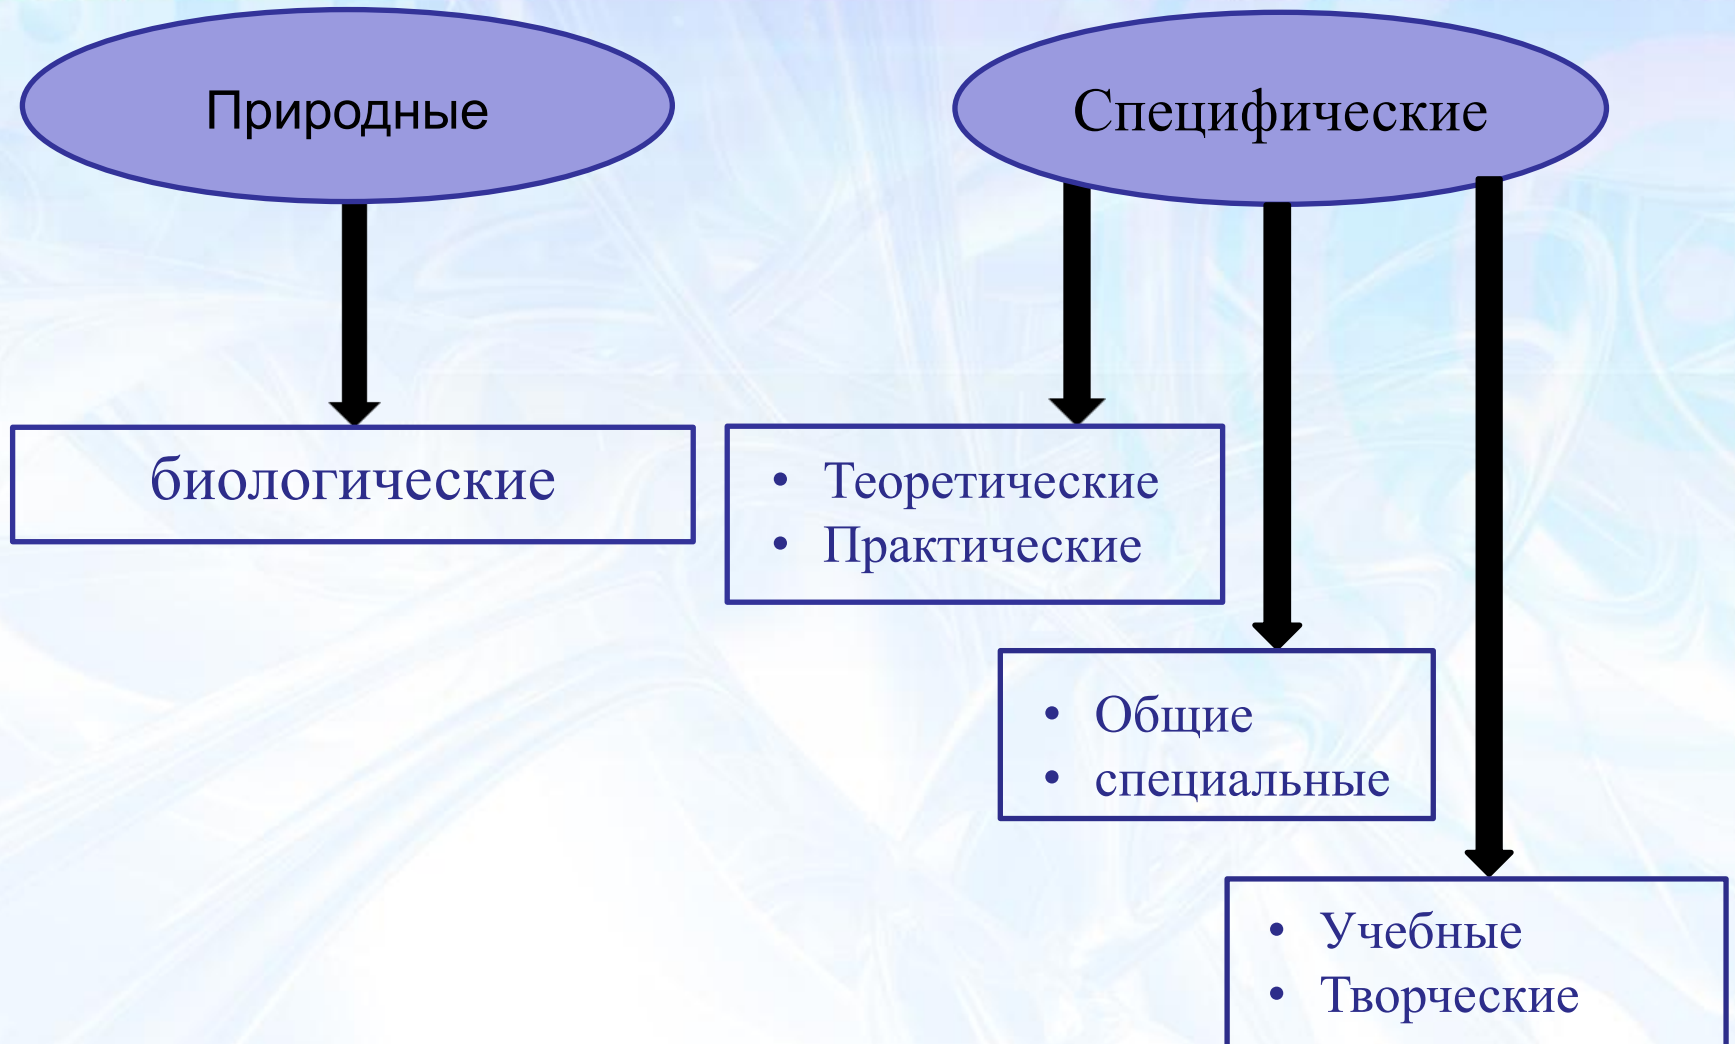 Природные
Специфические
биологические
• Теоретические
• Практические
• Общие
• специальные
• Учебные
• Творческие